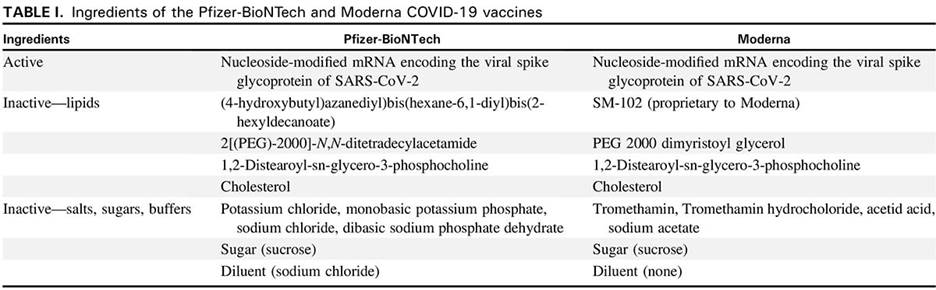 TABLE I. Ingredients of the Pfizer-BioNTech and Moderna COVID-19 vaccines
Ingredients Pfizer-BioNTech Moderna
Active Nucleoside-modified mRNA encoding the viral spike Nucleoside-modified mRNA encoding the viral spike
glycoprotein of SARS-CoV-2 glycoprotein of SARS-CoV-2
Inactive—lipids (4-hydroxybutyl)azanediyl)bis(hexane-6,1-diyl)bis(2- SM-102 (proprietary to Moderna)
hexyldecanoate)
2[(PEG)-2000]-N,N-ditetradecylacetamide PEG 2000 dimyristoyl glycerol
1,2-Distearoyl-sn-glycero-3-phosphocholine 1,2-Distearoyl-sn-glycero-3-phosphocholine
Cholesterol Cholesterol
Inactive—salts, sugars, buffers Potassium chloride, monobasic potassium phosphate, Tromethamin, Tromethamin hydrocholoride, acetid acid,
sodium chloride, dibasic sodium phosphate dehydrate sodium acetate
Sugar (sucrose) Sugar (sucrose)
Diluent (sodium chloride) Diluent (none)